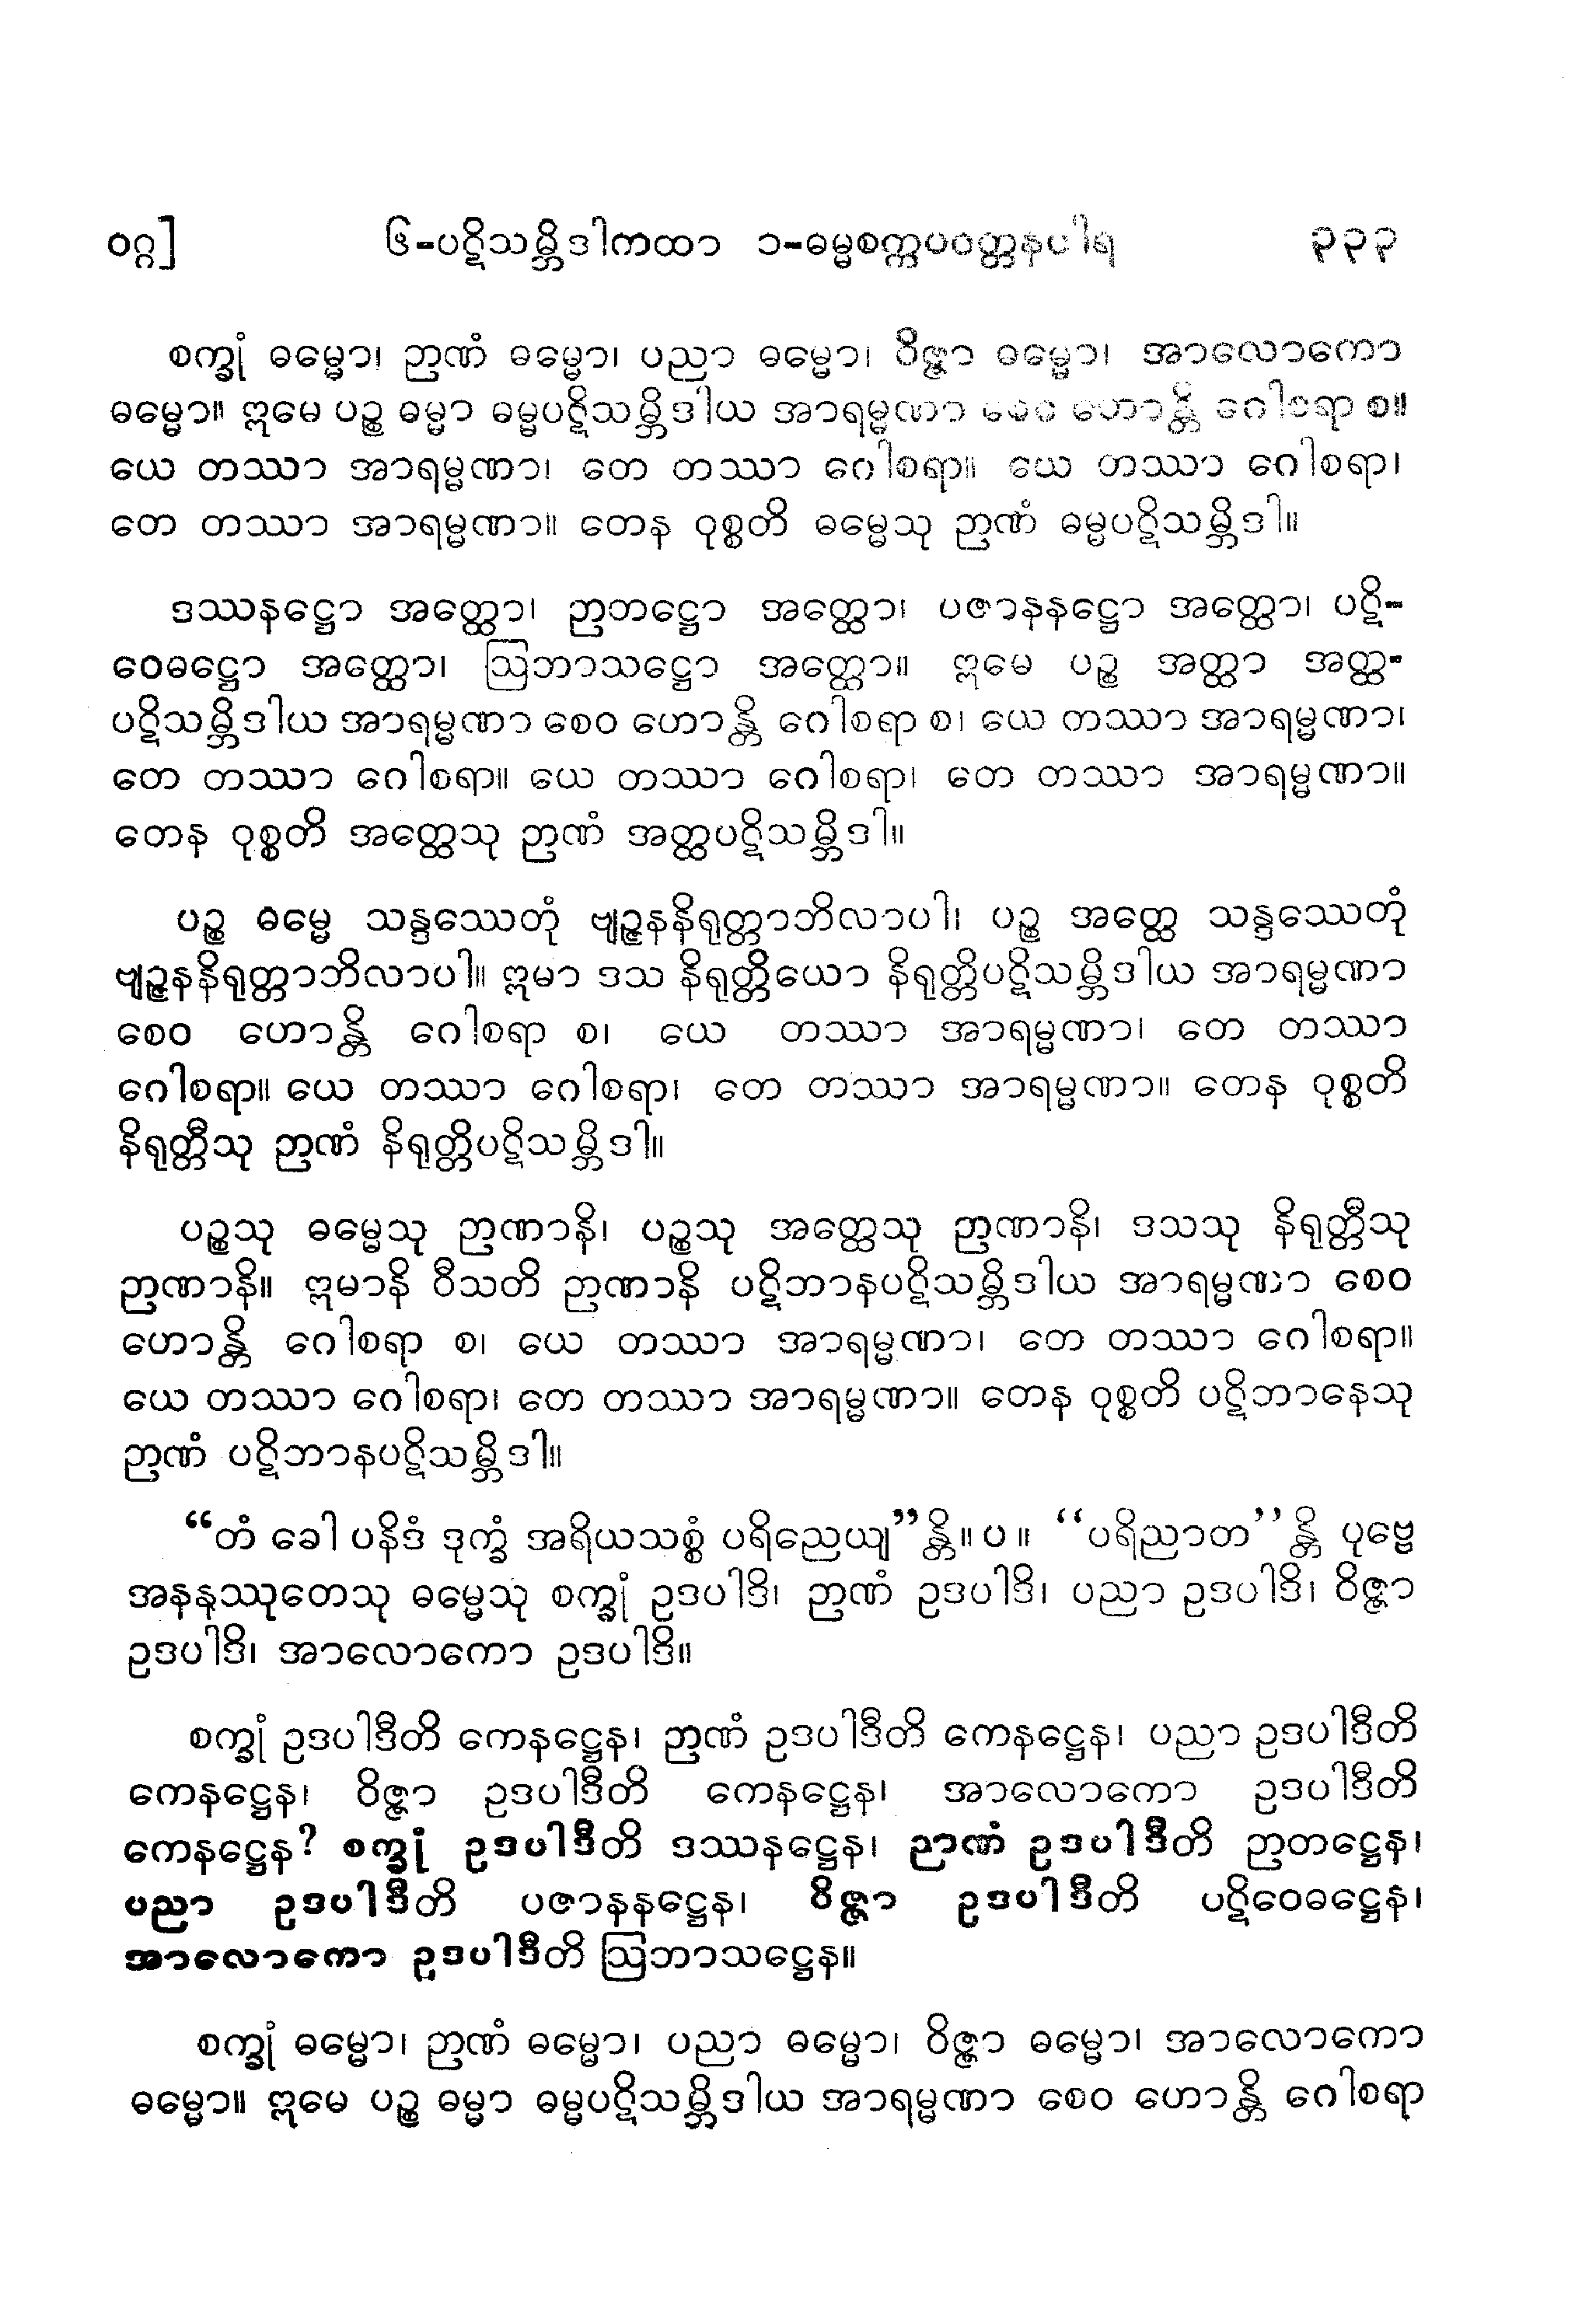 ဝဂ္ဂ] ၆-ပဋိသမ္ဘိဒါကထာ ၁-ဓမ္မစက္ကပဝတ္တနပါရ ၃၃၃
စက္ခုံ ဓမ္မော၊ ဉာဏံ ဓမ္မော၊ ပညာ ဓမ္မော၊ ဝိဇ္ဇာ ဓမ္မော၊ အာလောကော
ဓမ္မော။ ဣမေ ပဉ္စ ဓမ္မာ ဓမ္မပဋိသမ္ဘိဒါယ အာရမ္မဏာ စေဝ ဟောန္တိ ဂေါစရာ စ။
ယေ တဿာ အာရမ္မဏာ၊ တေ တဿာ ဂေါစရာ။ ယေ တဿာ ဂေါစရာ၊
တေ တဿာ အာရမ္မဏာ။ တေန ဝုစ္စတိ ဓမ္မေသု ဉာဏံ ဓမ္မပဋိသမ္ဘိဒါ။
ဒဿနဋ္ဌော အတ္ထော၊ ဉာတဋ္ဌော အတ္ထော၊ ပဇာနနဋ္ဌော အတ္ထော၊ ပဋိ-
ဝေဓဋ္ဌော အတ္ထော၊ ဩဘာသဋ္ဌော အတ္ထော။ ဣမေ ပဉ္စ အတ္ထာ အတ္ထ-
ပဋိသမ္ဘိဒါယ အာရမ္မဏာ စေဝ ဟောန္တိ ဂေါစရာ စ၊ ယေ တဿာ အာရမ္မဏာ၊
တေ တဿာ ဂေါစရာ။ ယေ တဿာ ဂေါစရာ၊ တေ တဿာ အာရမ္မဏာ။
တေန ဝုစ္စတိ အတ္ထေသု ဉာဏံ အတ္ထပဋိသမ္ဘိဒါ။
ပဉ္စ ဓမ္မေ သန္ဒဿေတုံ ဗျဉ္ဇနနိရုတ္တာဘိလာပါ၊ ပဉ္စ အတ္ထေ သန္ဒဿေတုံ
ဗျဉ္ဇနနိရုတ္တာဘိလာပါ။ ဣမာ ဒသ နိရုတ္တိယော နိရုတ္တိပဋိသမ္ဘိဒါယ အာရမ္မဏာ
စေဝ ဟောန္တိ ဂေါစရာ စ၊ ယေ တဿာ အာရမ္မဏာ၊ တေ တဿာ
ဂေါစရာ။ ယေ တဿာ ဂေါစရာ၊ တေ တဿာ အာရမ္မဏာ။ တေန ဝုစ္စတိ
နိရုတ္တီသု ဉာဏံ နိရုတ္တိပဋိသမ္ဘိဒါ။
ပဉ္စသု ဓမ္မေသု ဉာဏာနိ၊ ပဉ္စသု အတ္ထေသု ဉာဏာနိ၊ ဒသသု နိရုတ္တီသု
ဉာဏာနိ။ ဣမာနိ ဝီသတိ ဉာဏာနိ ပဋိဘာနပဋိသမ္ဘိဒါယ အာရမ္မဏာ စေဝ
ဟောန္တိ ဂေါစရာ စ၊ ယေ တဿာ အာရမ္မဏာ၊ တေ တဿာ ဂေါစရာ။
ယေ တဿာ ဂေါစရာ၊ တေ တဿာ အာရမ္မဏာ။ တေန ဝုစ္စတိ ပဋိဘာနေသု
ဉာဏံ ပဋိဘာနပဋိသမ္ဘိဒါ။
“တံ ခေါ ပနိဒံ ဒုက္ခံ အရိယသစ္စံ ပရိညေယျ”န္တိ။ ပ ။ “ပရိညာတ”န္တိ ပုဗ္ဗေ
အနနုဿုတေသု ဓမ္မေသု စက္ခုံ ဥဒပါဒိ၊ ဉာဏံ ဥဒပါဒိ၊ ပညာ ဥဒပါဒိ၊ ဝိဇ္ဇာ
ဥဒပါဒိ၊ အာလောကော ဥဒပါဒိ။
စက္ခုံ ဥဒပါဒီတိ ကေနဋ္ဌေန၊ ဉာဏံ ဥဒပါဒီတိ ကေနဋ္ဌေန၊ ပညာ ဥဒပါဒီတိ
ကေနဋ္ဌေန၊ ဝိဇ္ဇာ ဥဒပါဒီတိ ကေနဋ္ဌေန၊ အာလောကော ဥဒပါဒီတိ
ကေနဋ္ဌေန? စက္ခုံ ဥဒပါဒီတိ ဒဿနဋ္ဌေန၊ ဉာဏံ ဥဒပါဒီတိ ဉာတဋ္ဌေန၊
ပညာ ဥဒပါဒီတိ ပဇာနနဋ္ဌေန၊ ဝိဇ္ဇာ ဥဒပါဒီတိ ပဋိဝေဓဋ္ဌေန၊
အာလောကော ဥဒပါဒီတိ ဩဘာသဋ္ဌေန။
စက္ခုံ ဓမ္မော၊ ဉာဏံ ဓမ္မော၊ ပညာ ဓမ္မော၊ ဝိဇ္ဇာ ဓမ္မော၊ အာလောကော
ဓမ္မော။ ဣမေ ပဉ္စ ဓမ္မာ ဓမ္မပဋိသမ္ဘိဒါယ အာရမ္မဏာ စေဝ ဟောန္တိ ဂေါစရာ